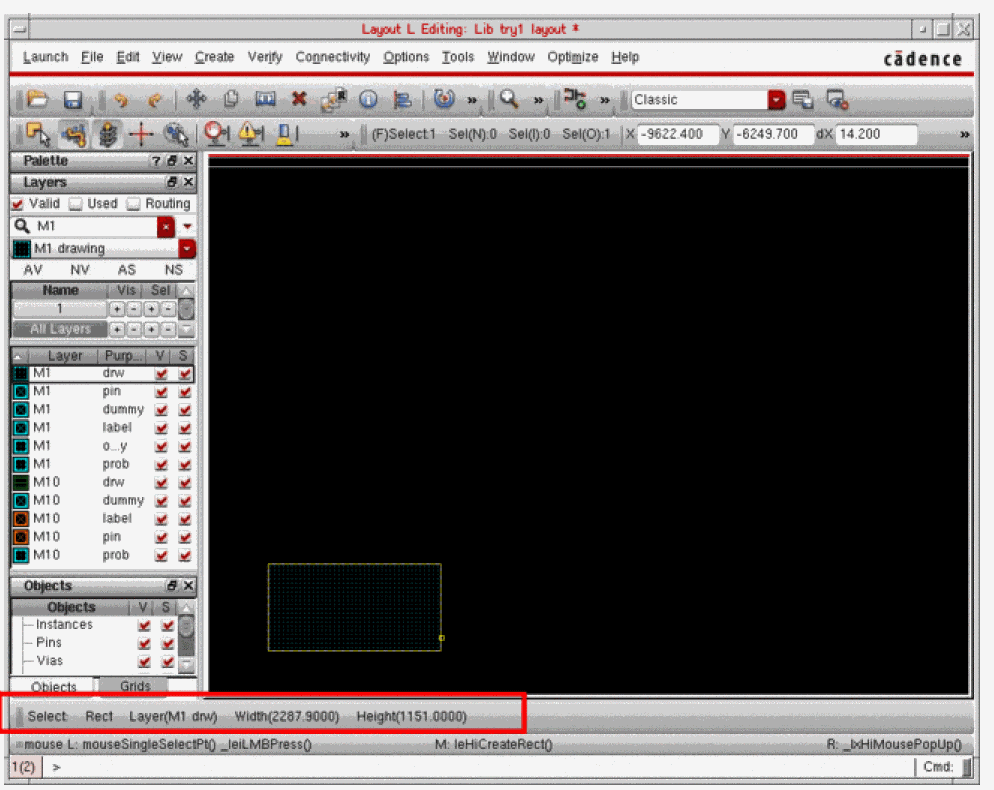 Layout L Editing: Lib try1 layout *
Launch File Edit View Create Verify Connectivity Options Tools Window Optimize Help
cādence
» » » Classic
» (F)Select:1 Sel(N):0 Sel(I):0 Sel(O):1 X -9622.400 Y -6249.700 dX 14.200 »
Palette
Layers
Valid Used Routing
M1
M1 drawing
AV NV AS NS
Name Vis Sel
1 + - + -
All Layers + - + -
Layer Purp... V S
M1 drw
M1 pin
M1 dummy
M1 label
M1 o...y
M1 prob
M10 drw
M10 dummy
M10 label
M10 pin
M10 prob
Objects
Objects V S
Instances
Pins
Vias
Objects Grids
Select Rect Layer(M1 drw) Width(2287.9000) Height(1151.0000)
mouse L: mouseSingleSelectPt() _leiLMBPress() M: leHiCreateRect() R: _lxHiMousePopUp()
1(2) > Cmd: